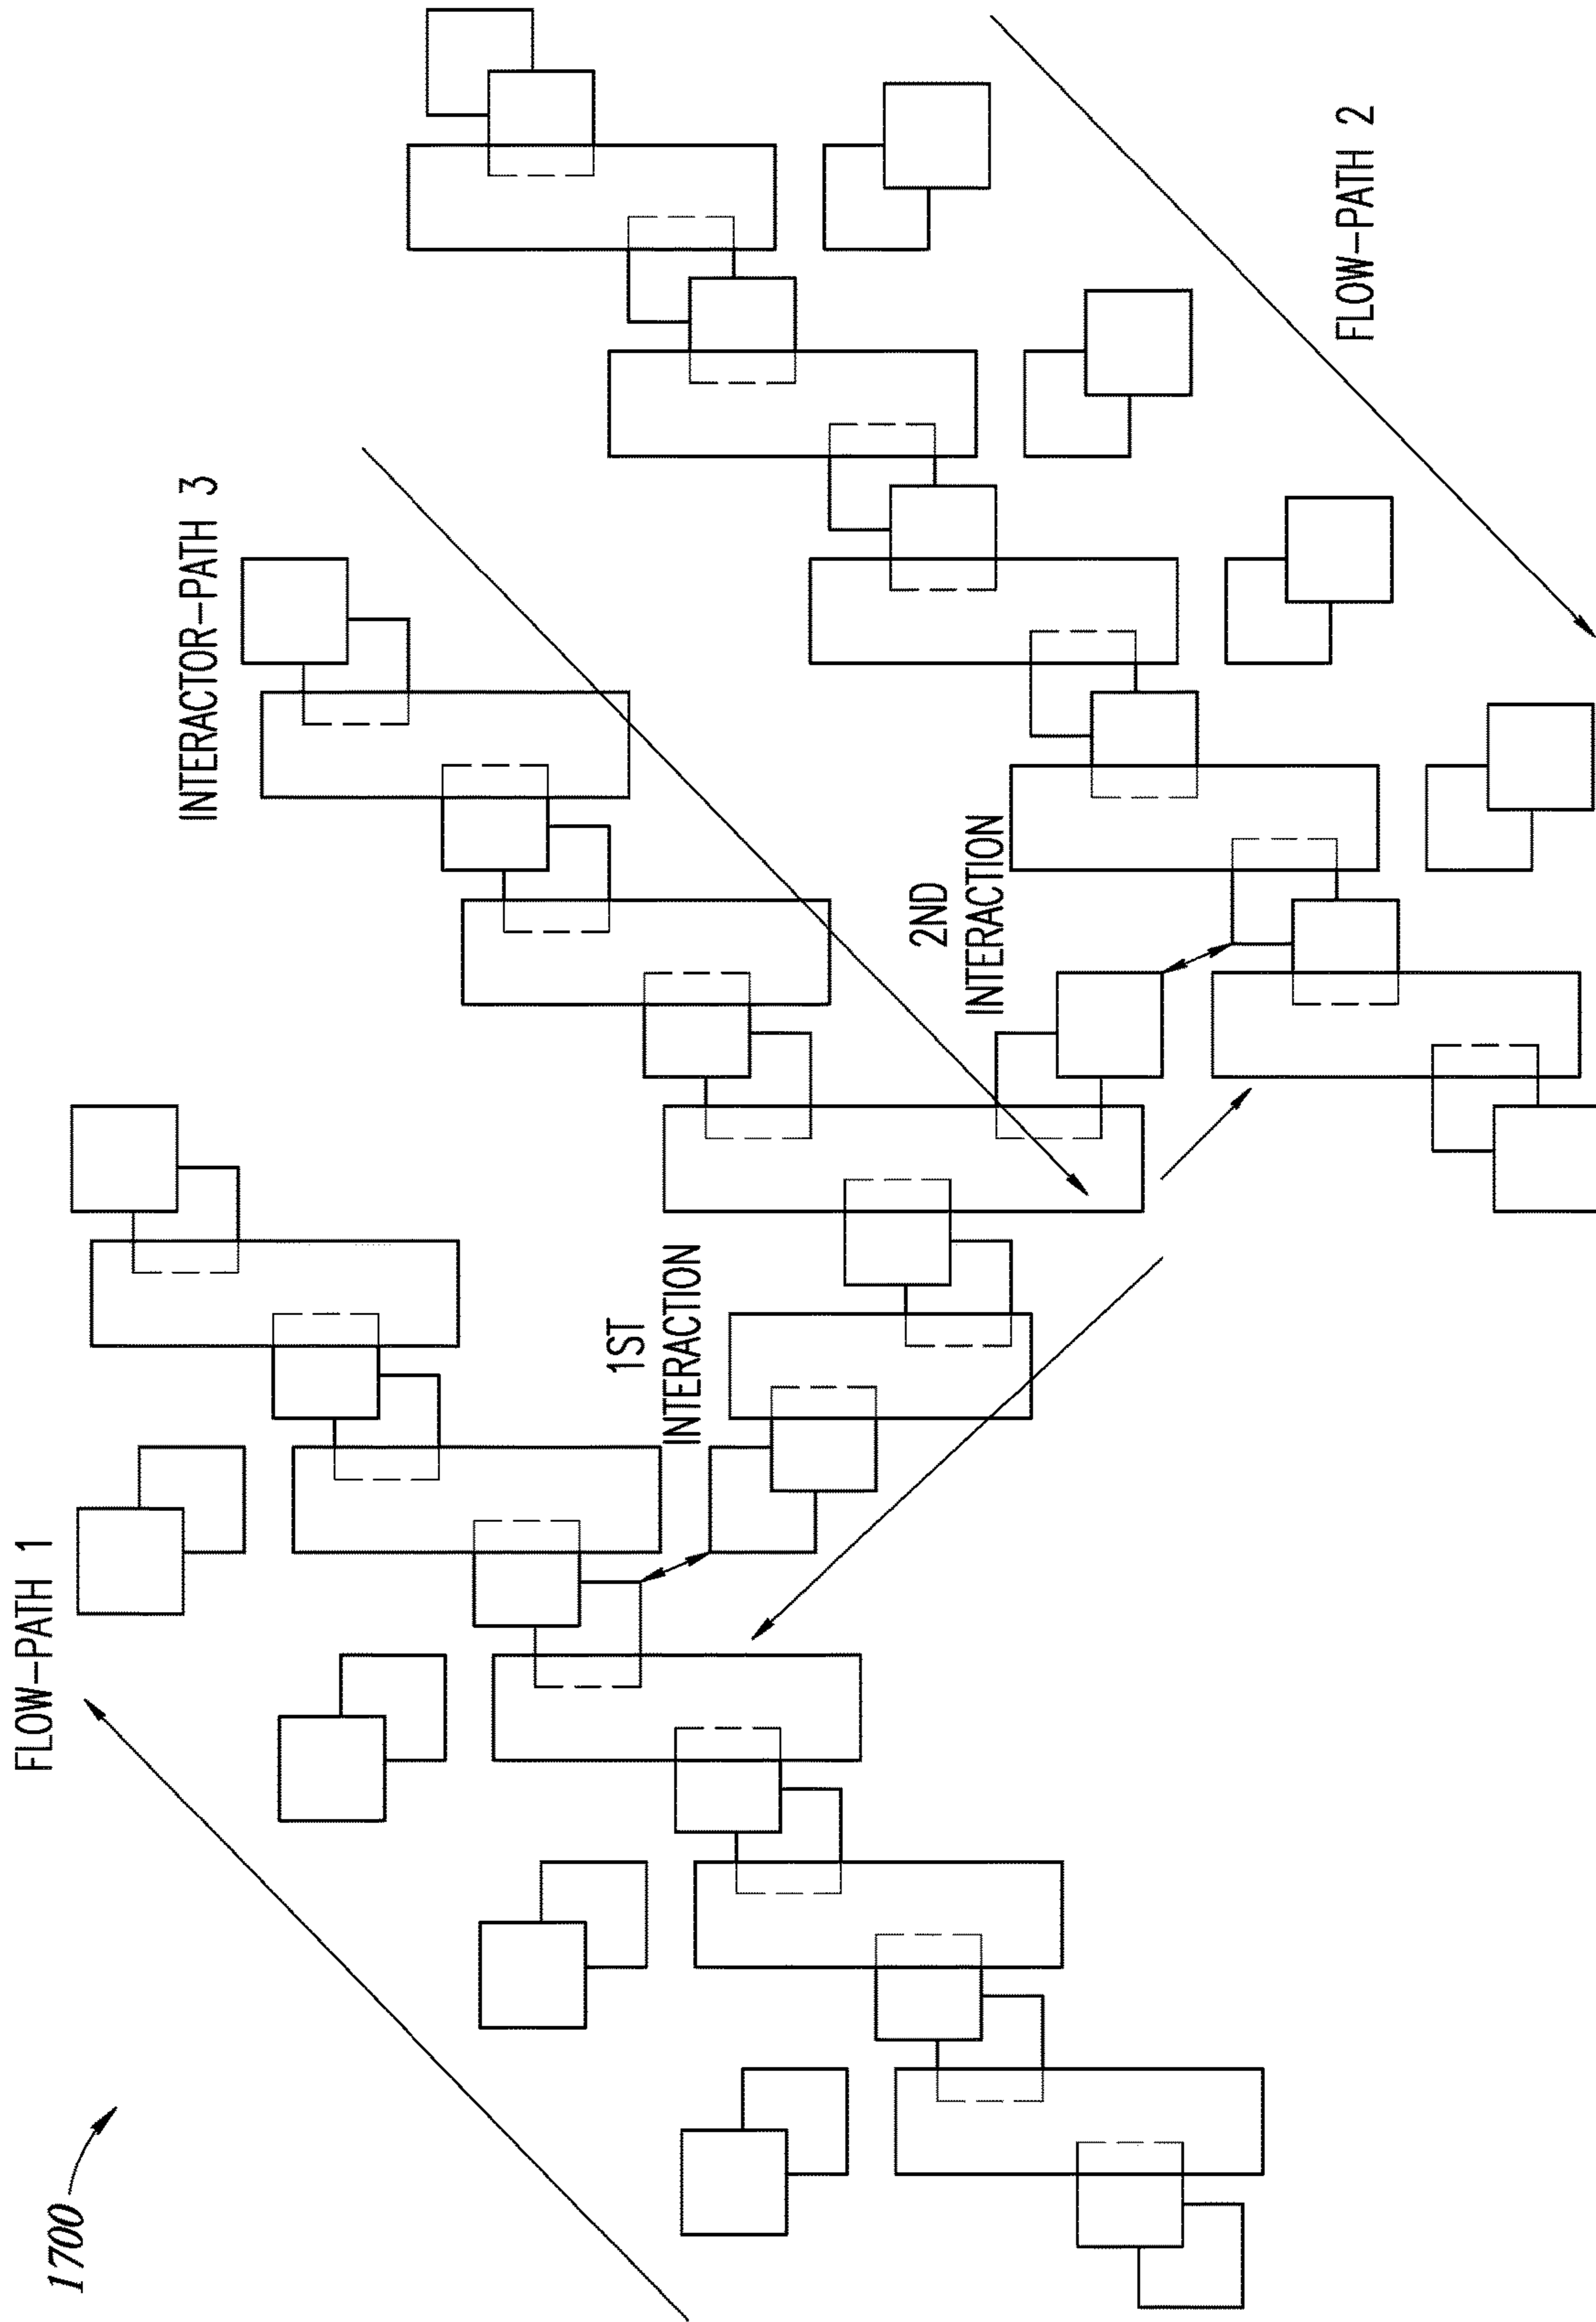 1700
FLOW-PATH 1
1ST
INTERACTION
INTERACTOR-PATH 3
2ND
INTERACTION
FLOW-PATH 2